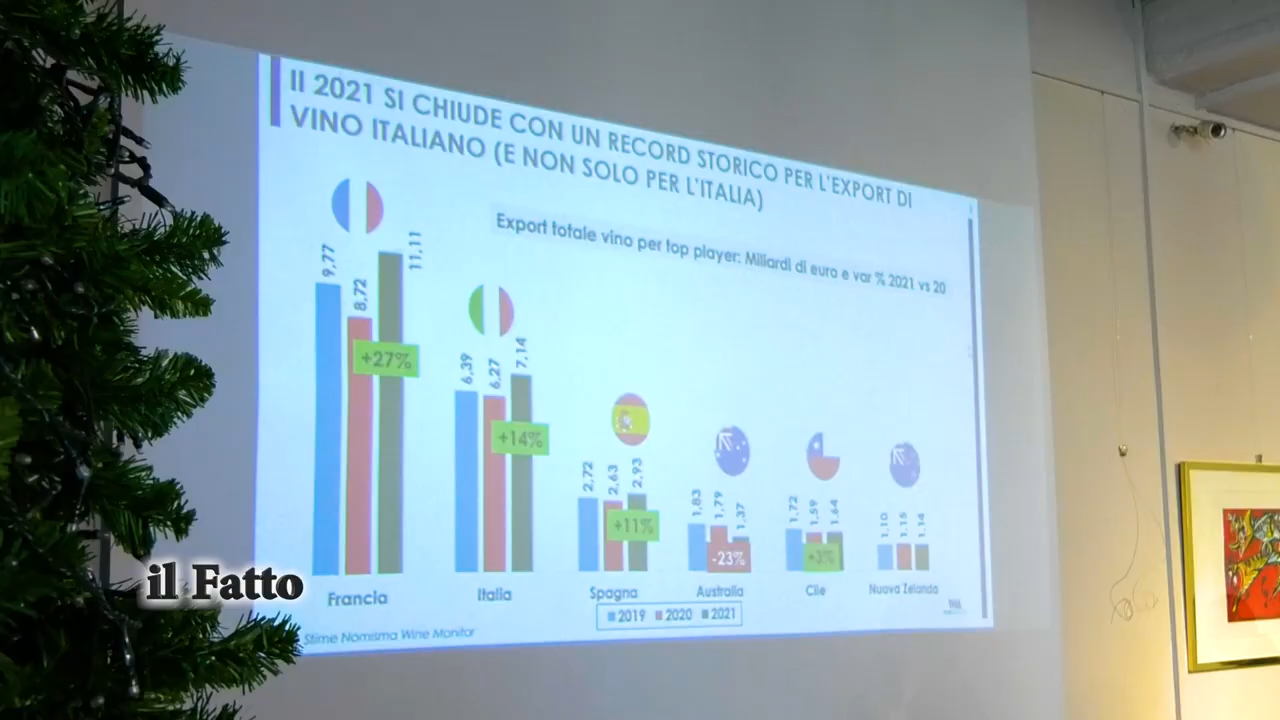 Il 2021 SI CHIUDE CON UN RECORD STORICO PER L'EXPORT DI
VINO ITALIANO (E NON SOLO PER L'ITALIA)
Export totale vino per top player: Miliardi di euro e var % 2021 vs 20
9,77
8,72
11,11
+27%
6,39
6,27
7,14
+14%
2,72
2,63
2,93
+11%
1,83
1,79
1,37
-23%
1,72
1,59
1,64
+3%
1,10
1,15
1,14
Francia
Italia
Spagna
Australia
Cile
Nuova Zelanda
2019 2020 2021
Stime Nomisma Wine Monitor
il Fatto